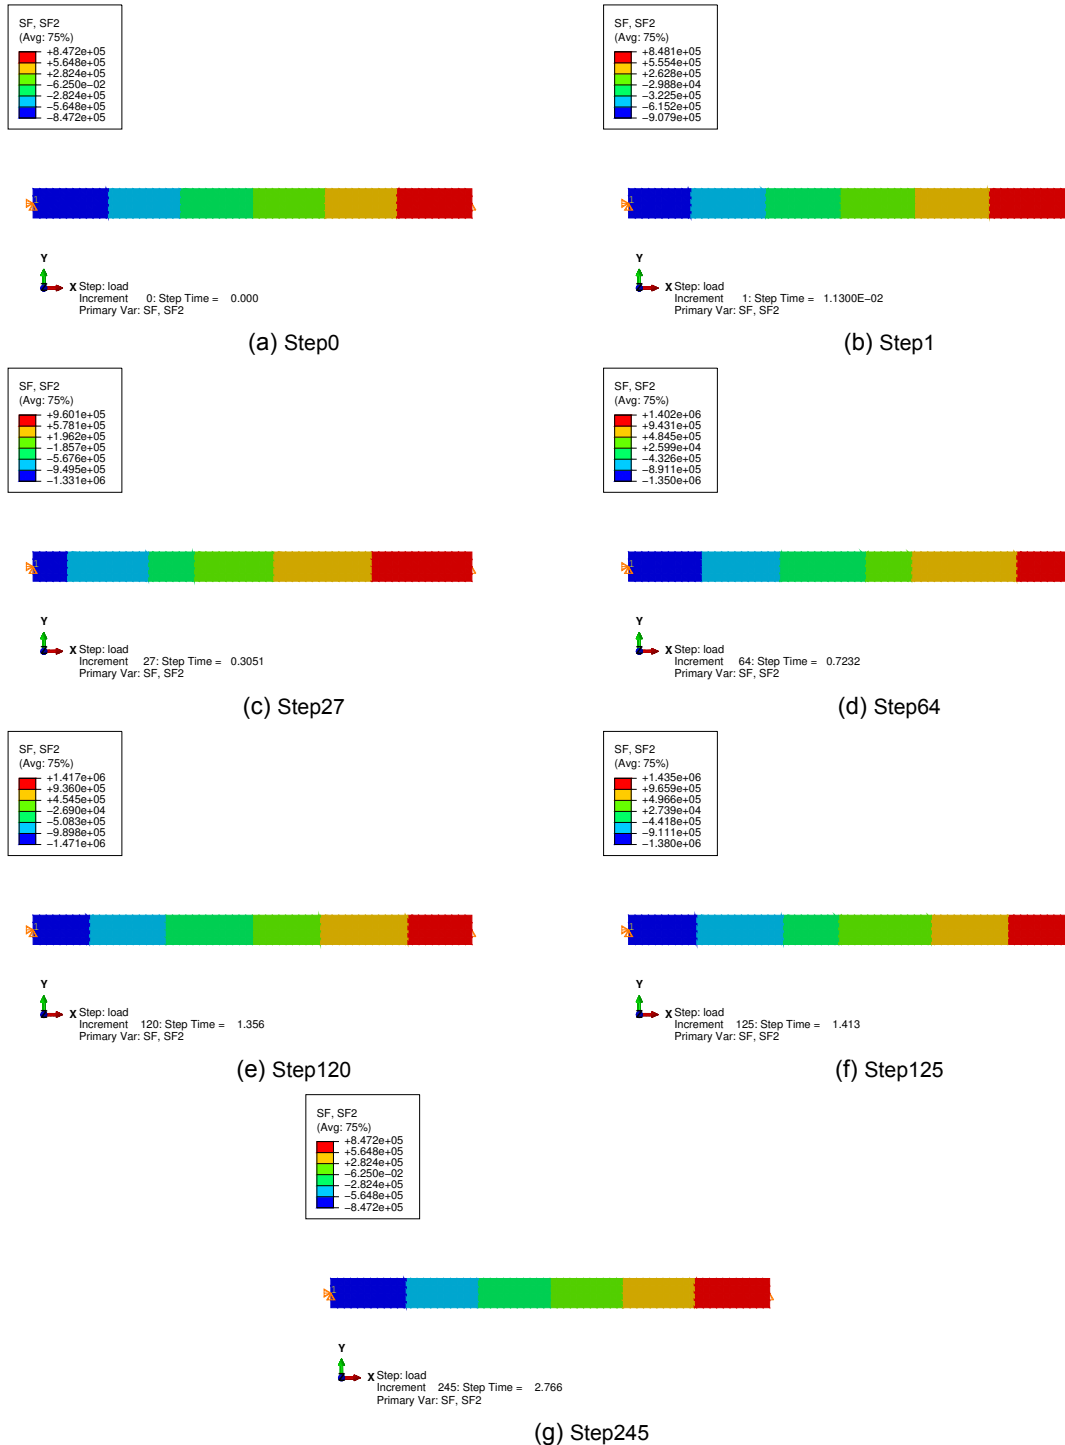 SF, SF2
(Avg: 75%)
+8.472e+05
+5.648e+05
+2.824e+05
−6.250e−02
−2.824e+05
−5.648e+05
−8.472e+05
1
Y
X
Step: load
Increment 0: Step Time = 0.000
Primary Var: SF, SF2
(a) Step0
SF, SF2
(Avg: 75%)
+8.481e+05
+5.554e+05
+2.628e+05
−2.988e+04
−3.225e+05
−6.152e+05
−9.079e+05
1
Y
X
Step: load
Increment 1: Step Time = 1.1300E−02
Primary Var: SF, SF2
(b) Step1
SF, SF2
(Avg: 75%)
+9.601e+05
+5.781e+05
+1.962e+05
−1.857e+05
−5.676e+05
−9.495e+05
−1.331e+06
1
Y
X
Step: load
Increment 27: Step Time = 0.3051
Primary Var: SF, SF2
(c) Step27
SF, SF2
(Avg: 75%)
+1.402e+06
+9.431e+05
+4.845e+05
+2.599e+04
−4.326e+05
−8.911e+05
−1.350e+06
1
Y
X
Step: load
Increment 64: Step Time = 0.7232
Primary Var: SF, SF2
(d) Step64
SF, SF2
(Avg: 75%)
+1.417e+06
+9.360e+05
+4.545e+05
−2.690e+04
−5.083e+05
−9.898e+05
−1.471e+06
1
Y
X
Step: load
Increment 120: Step Time = 1.356
Primary Var: SF, SF2
(e) Step120
SF, SF2
(Avg: 75%)
+1.435e+06
+9.659e+05
+4.966e+05
+2.739e+04
−4.418e+05
−9.111e+05
−1.380e+06
1
Y
X
Step: load
Increment 125: Step Time = 1.413
Primary Var: SF, SF2
(f) Step125
SF, SF2
(Avg: 75%)
+8.472e+05
+5.648e+05
+2.824e+05
−6.250e−02
−2.824e+05
−5.648e+05
−8.472e+05
1
Y
X
Step: load
Increment 245: Step Time = 2.766
Primary Var: SF, SF2
(g) Step245